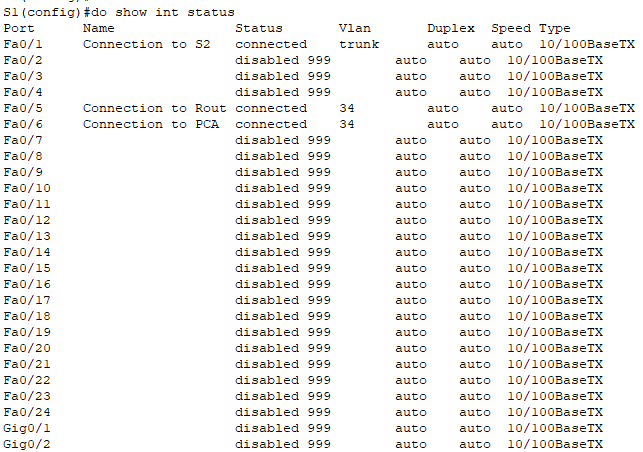 S1(config)#do show int status
Port Name Status Vlan Duplex Speed Type
Fa0/1 Connection to S2 connected trunk auto auto 10/100BaseTX
Fa0/2 disabled 999 auto auto 10/100BaseTX
Fa0/3 disabled 999 auto auto 10/100BaseTX
Fa0/4 disabled 999 auto auto 10/100BaseTX
Fa0/5 Connection to Rout connected 34 auto auto 10/100BaseTX
Fa0/6 Connection to PCA connected 34 auto auto 10/100BaseTX
Fa0/7 disabled 999 auto auto 10/100BaseTX
Fa0/8 disabled 999 auto auto 10/100BaseTX
Fa0/9 disabled 999 auto auto 10/100BaseTX
Fa0/10 disabled 999 auto auto 10/100BaseTX
Fa0/11 disabled 999 auto auto 10/100BaseTX
Fa0/12 disabled 999 auto auto 10/100BaseTX
Fa0/13 disabled 999 auto auto 10/100BaseTX
Fa0/14 disabled 999 auto auto 10/100BaseTX
Fa0/15 disabled 999 auto auto 10/100BaseTX
Fa0/16 disabled 999 auto auto 10/100BaseTX
Fa0/17 disabled 999 auto auto 10/100BaseTX
Fa0/18 disabled 999 auto auto 10/100BaseTX
Fa0/19 disabled 999 auto auto 10/100BaseTX
Fa0/20 disabled 999 auto auto 10/100BaseTX
Fa0/21 disabled 999 auto auto 10/100BaseTX
Fa0/22 disabled 999 auto auto 10/100BaseTX
Fa0/23 disabled 999 auto auto 10/100BaseTX
Fa0/24 disabled 999 auto auto 10/100BaseTX
Gig0/1 disabled 999 auto auto 10/100BaseTX
Gig0/2 disabled 999 auto auto 10/100BaseTX